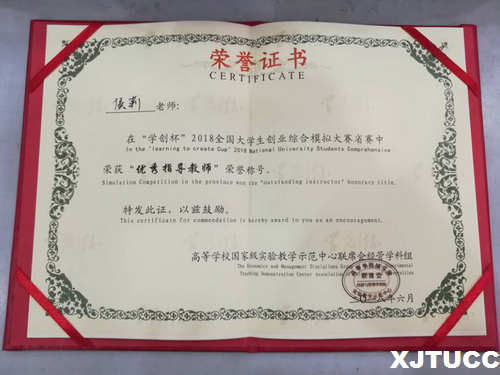 荣誉证书
CERTIFICATE
侯莉 老师:
在“学创杯”2018全国大学生创业综合模拟大赛省赛中
In the "learning to create Cup" 2018 National University Students Comprehensive
荣获“优秀指导教师”荣誉称号。
Simulation Competition in the province won the "outstanding instructor" honorary title.
特发此证，以兹鼓励。
This certificate for commendation is hereby award to you as an encouragement.
高等学校国家级实验教学示范中心联席会经管学科组
The Economics and Management Disciplines Group
Teaching Demonstration Center
年六月
XJTUCC